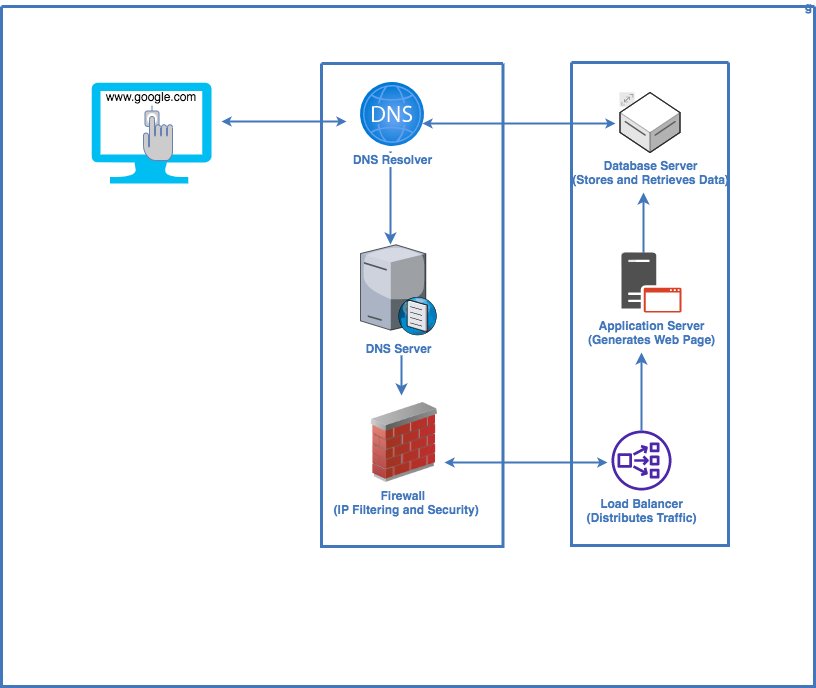 g
www.google.com
DNS
DNS Resolver
DNS Server
Firewall
(IP Filtering and Security)
Database Server
(Stores and Retrieves Data)
Application Server
(Generates Web Page)
Load Balancer
(Distributes Traffic)